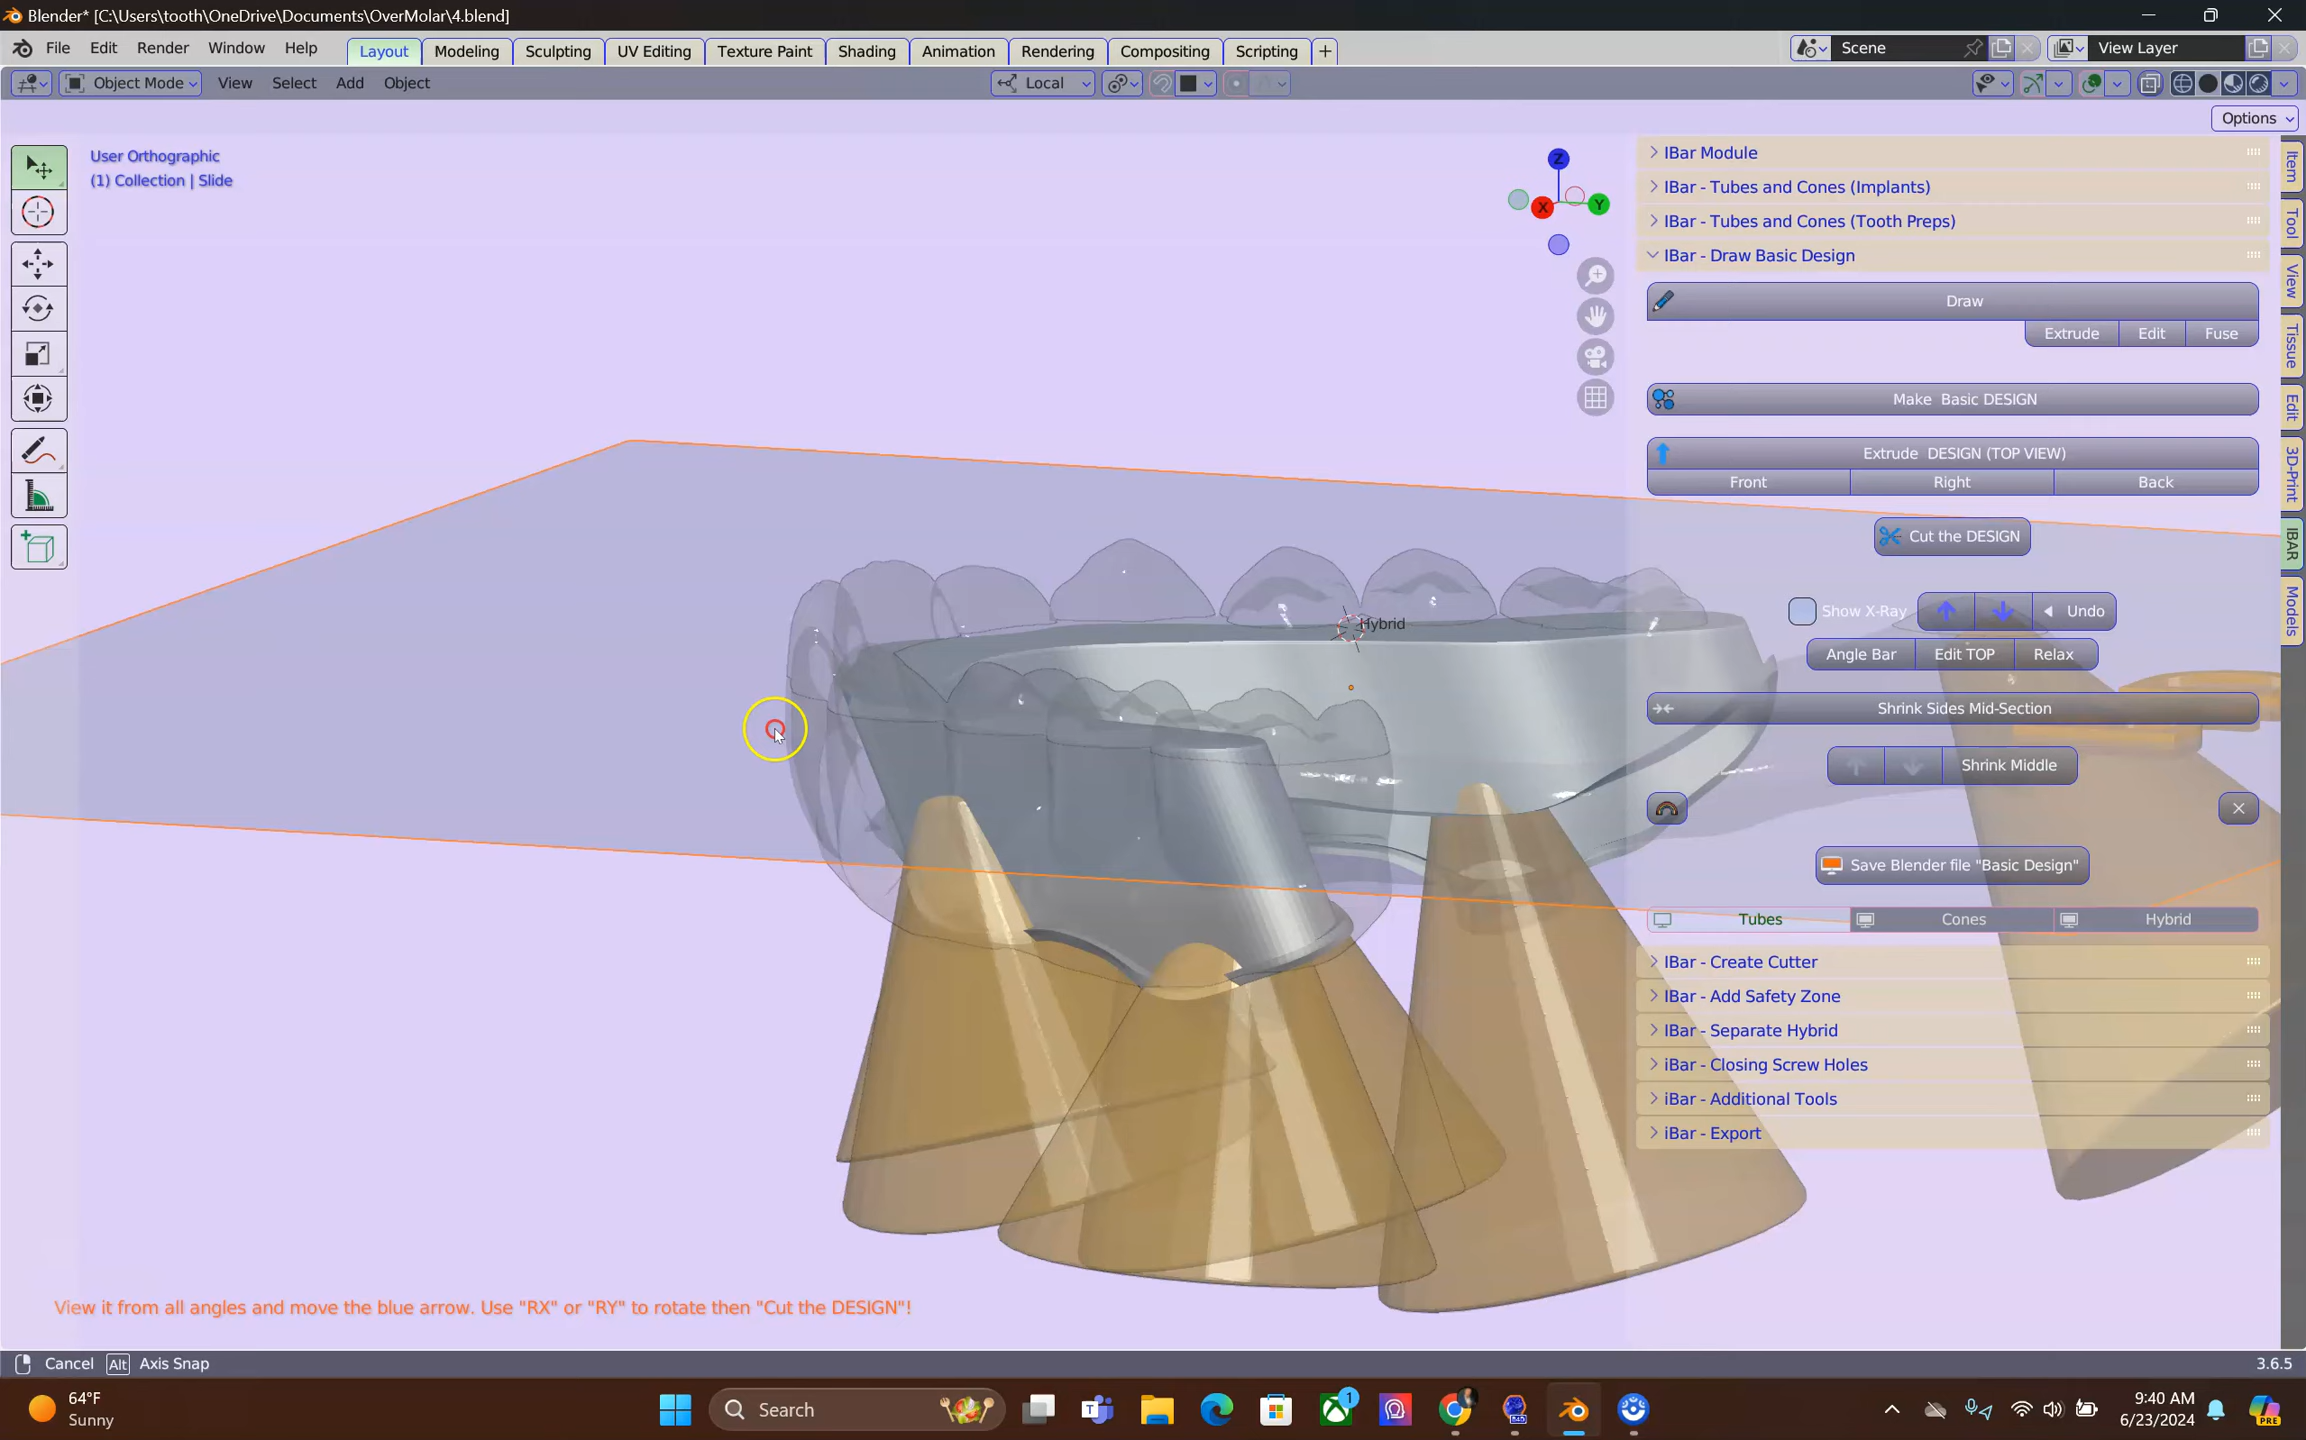 Blender* [C:\Users\tooth\OneDrive\Documents\OverMolar\4.blend]
File Edit Render Window Help Layout Modeling Sculpting UV Editing Texture Paint Shading Animation Rendering Compositing Scripting + Scene View Layer
Object Mode View Select Add Object Local
Options
User Orthographic
(1) Collection | Slide
Z
X
Y
Hybrid
IBar Module
IBar - Tubes and Cones (Implants)
IBar - Tubes and Cones (Tooth Preps)
IBar - Draw Basic Design
Draw
Extrude Edit Fuse
Make Basic DESIGN
Extrude DESIGN (TOP VIEW)
Front Right Back
Cut the DESIGN
Show X-Ray Undo
Angle Bar Edit TOP Relax
Shrink Sides Mid-Section
Shrink Middle
Save Blender file "Basic Design"
Tubes Cones Hybrid
IBar - Create Cutter
IBar - Add Safety Zone
IBar - Separate Hybrid
iBar - Closing Screw Holes
iBar - Additional Tools
iBar - Export
Item
Tool
View
Tissue
Edit
3D-Print
IBAR
Models
View it from all angles and move the blue arrow. Use "RX" or "RY" to rotate then "Cut the DESIGN"!
Cancel Alt Axis Snap 3.6.5
64°F
Sunny
Search
1
9:40 AM
6/23/2024
PRE